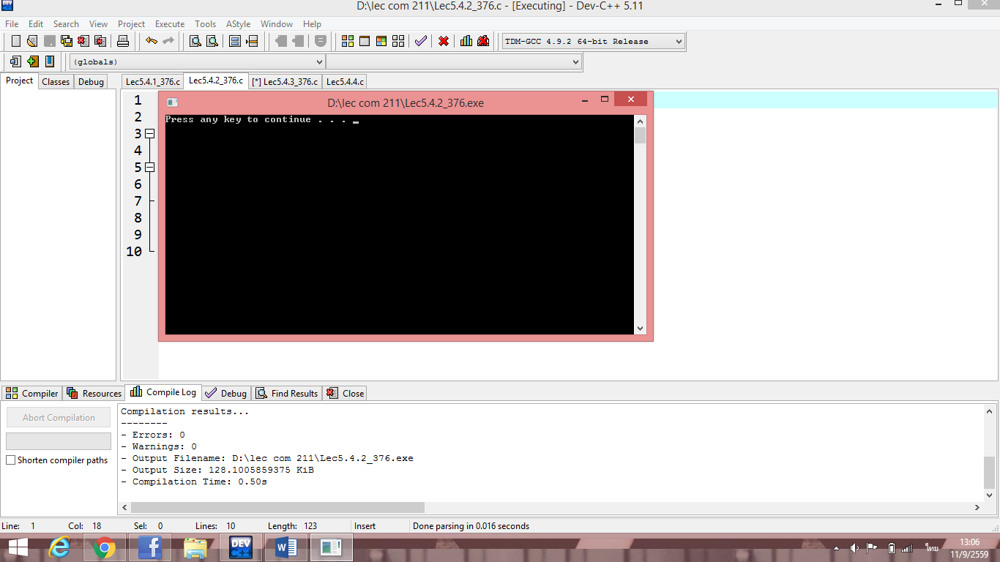 D:\lec com 211\Lec5.4.2_376.c - [Executing] - Dev-C++ 5.11
File Edit Search View Project Execute Tools AStyle Window Help
TDM-GCC 4.9.2 64-bit Release
(globals)
Project Classes Debug Lec5.4.1_376.c Lec5.4.2_376.c [*] Lec5.4.3_376.c Lec5.4.4.c
D:\lec com 211\Lec5.4.2_376.exe
Press any key to continue . . .
1
2
3
4
5
6
7
8
9
10
Compiler Resources Compile Log Debug Find Results Close
Abort Compilation
Shorten compiler paths
Compilation results...
--------
- Errors: 0
- Warnings: 0
- Output Filename: D:\lec com 211\Lec5.4.2_376.exe
- Output Size: 128.1005859375 KiB
- Compilation Time: 0.50s
Line: 1 Col: 18 Sel: 0 Lines: 10 Length: 123 Insert Done parsing in 0.016 seconds
DEV C++
ไทย
13:06
11/9/2559